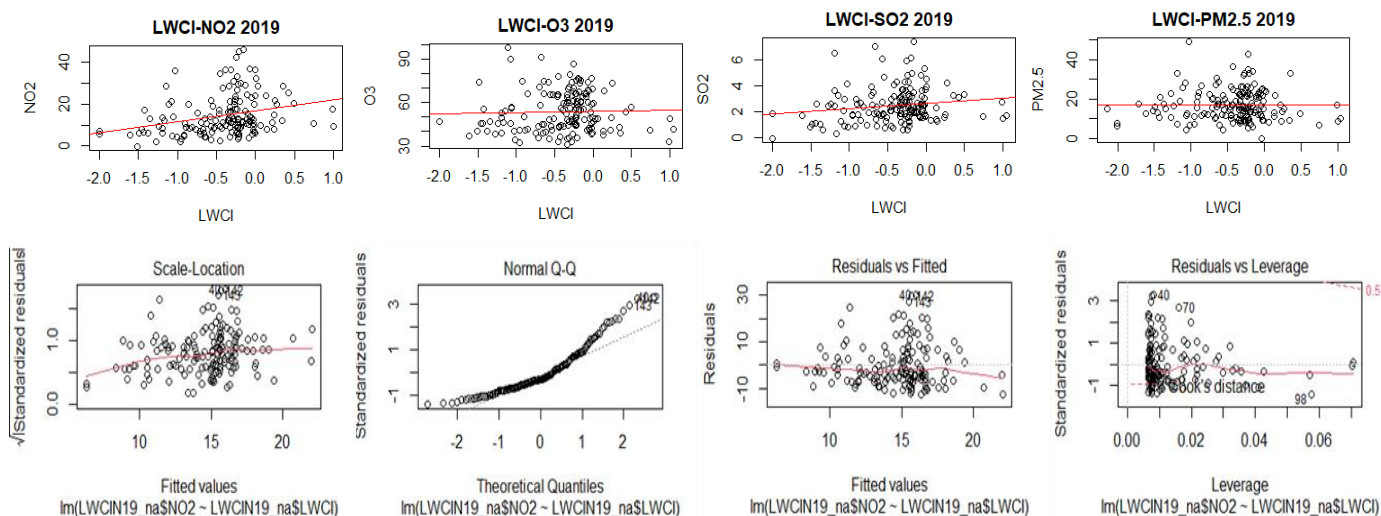 LWCI-NO2 2019
NO2
0 20 40
-2.0 -1.5 -1.0 -0.5 0.0 0.5 1.0
LWCI
LWCI-O3 2019
O3
30 60 90
-2.0 -1.5 -1.0 -0.5 0.0 0.5 1.0
LWCI
LWCI-SO2 2019
SO2
0 2 4 6
-2.0 -1.5 -1.0 -0.5 0.0 0.5 1.0
LWCI
LWCI-PM2.5 2019
PM2.5
0 20 40
-2.0 -1.5 -1.0 -0.5 0.0 0.5 1.0
LWCI
Scale-Location
√|Standardized residuals|
0.0 1.0
143
10 15 20
Fitted values
lm(LWCIN19_na$NO2 ~ LWCIN19_na$LWCI)
Normal Q-Q
Standardized residuals
-1 1 3
143
-2 -1 0 1 2
Theoretical Quantiles
lm(LWCIN19_na$NO2 ~ LWCIN19_na$LWCI)
Residuals vs Fitted
Residuals
-10 10 30
143
10 15 20
Fitted values
lm(LWCIN19_na$NO2 ~ LWCIN19_na$LWCI)
Residuals vs Leverage
Standardized residuals
-1 1 3
40
70
0.5
Cook's distance
98
0.00 0.02 0.04 0.06
Leverage
lm(LWCIN19_na$NO2 ~ LWCIN19_na$LWCI)